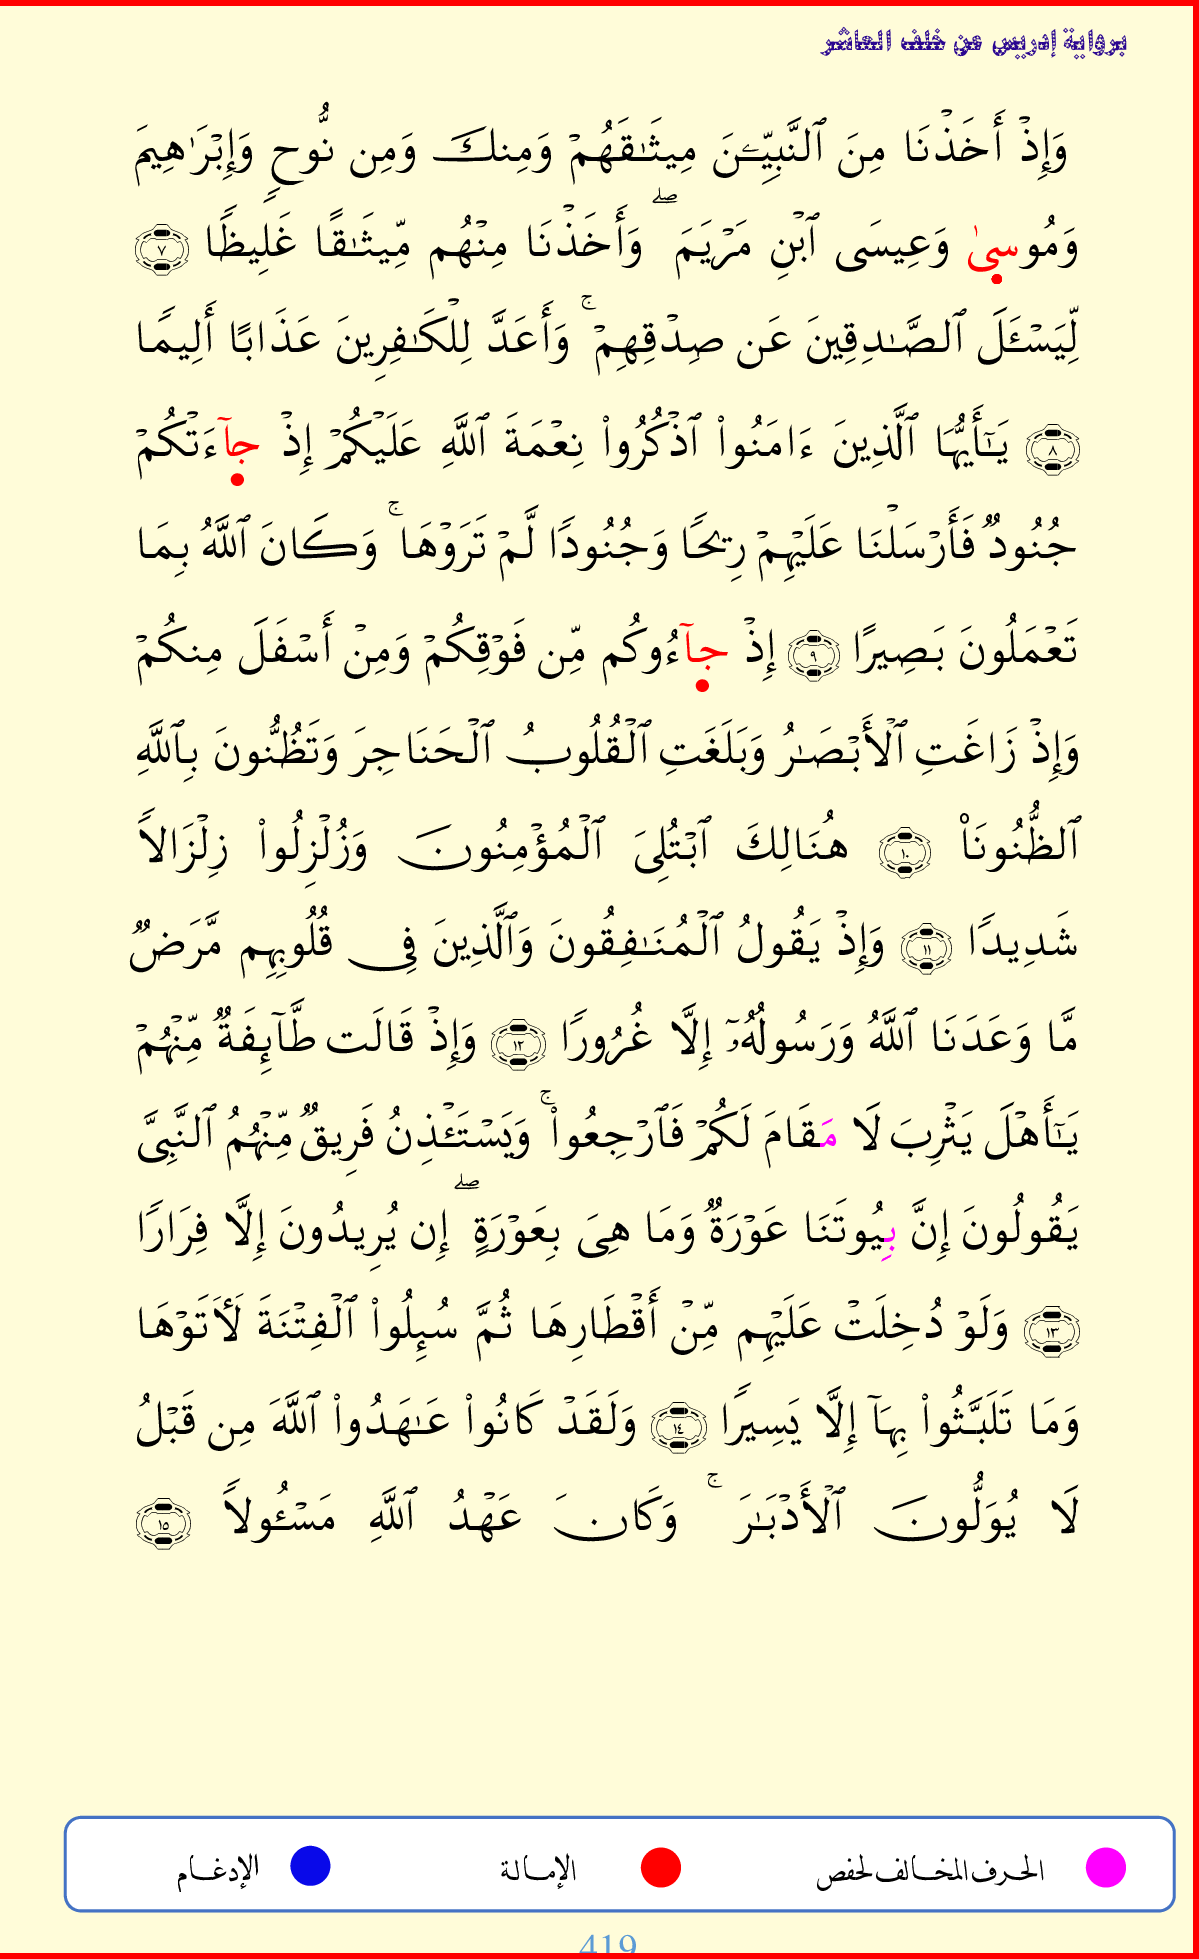 برواية إدريس عن خلف العاشر
وَإِذْ أَخَذْنَا مِنَ ٱلنَّبِيِّـۧنَ مِيثَـٰقَهُمْ وَمِنكَ وَمِن نُّوحٍ وَإِبْرَٰهِيمَ
وَمُوسىٰ وَعِيسَى ٱبْنِ مَرْيَمَ ۖ وَأَخَذْنَا مِنْهُم مِّيثَـٰقًا غَلِيظًا ٧
لِّيَسْـَٔلَ ٱلصَّـٰدِقِينَ عَن صِدْقِهِمْ ۚ وَأَعَدَّ لِلْكَـٰفِرِينَ عَذَابًا أَلِيمًا
٨ يَـٰٓأَيُّهَا ٱلَّذِينَ ءَامَنُوا۟ ٱذْكُرُوا۟ نِعْمَةَ ٱللَّهِ عَلَيْكُمْ إِذْ جآءَتْكُمْ
جُنُودٌ فَأَرْسَلْنَا عَلَيْهِمْ رِيحًا وَجُنُودًا لَّمْ تَرَوْهَا ۚ وَكَانَ ٱللَّهُ بِمَا
تَعْمَلُونَ بَصِيرًا ٩ إِذْ جآءُوكُم مِّن فَوْقِكُمْ وَمِنْ أَسْفَلَ مِنكُمْ
وَإِذْ زَاغَتِ ٱلْأَبْصَـٰرُ وَبَلَغَتِ ٱلْقُلُوبُ ٱلْحَنَاجِرَ وَتَظُنُّونَ بِٱللَّهِ
ٱلظُّنُونَا۠ ١٠ هُنَالِكَ ٱبْتُلِىَ ٱلْمُؤْمِنُونَ وَزُلْزِلُوا۟ زِلْزَالًا
شَدِيدًا ١١ وَإِذْ يَقُولُ ٱلْمُنَـٰفِقُونَ وَٱلَّذِينَ فِى قُلُوبِهِم مَّرَضٌ
مَّا وَعَدَنَا ٱللَّهُ وَرَسُولُهُۥٓ إِلَّا غُرُورًا ١٢ وَإِذْ قَالَت طَّآئِفَةٌ مِّنْهُمْ
يَـٰٓأَهْلَ يَثْرِبَ لَا مَقَامَ لَكُمْ فَٱرْجِعُوا۟ ۚ وَيَسْتَـْٔذِنُ فَرِيقٌ مِّنْهُمُ ٱلنَّبِىَّ
يَقُولُونَ إِنَّ بِيُوتَنَا عَوْرَةٌ وَمَا هِىَ بِعَوْرَةٍ ۖ إِن يُرِيدُونَ إِلَّا فِرَارًا
١٣ وَلَوْ دُخِلَتْ عَلَيْهِم مِّنْ أَقْطَارِهَا ثُمَّ سُئِلُوا۟ ٱلْفِتْنَةَ لَـَٔاتَوْهَا
وَمَا تَلَبَّثُوا۟ بِهَآ إِلَّا يَسِيرًا ١٤ وَلَقَدْ كَانُوا۟ عَـٰهَدُوا۟ ٱللَّهَ مِن قَبْلُ
لَا يُوَلُّونَ ٱلْأَدْبَـٰرَ ۚ وَكَانَ عَهْدُ ٱللَّهِ مَسْـُٔولًا ١٥
الحرف المخالف لحفص الإمالة الإدغام
419